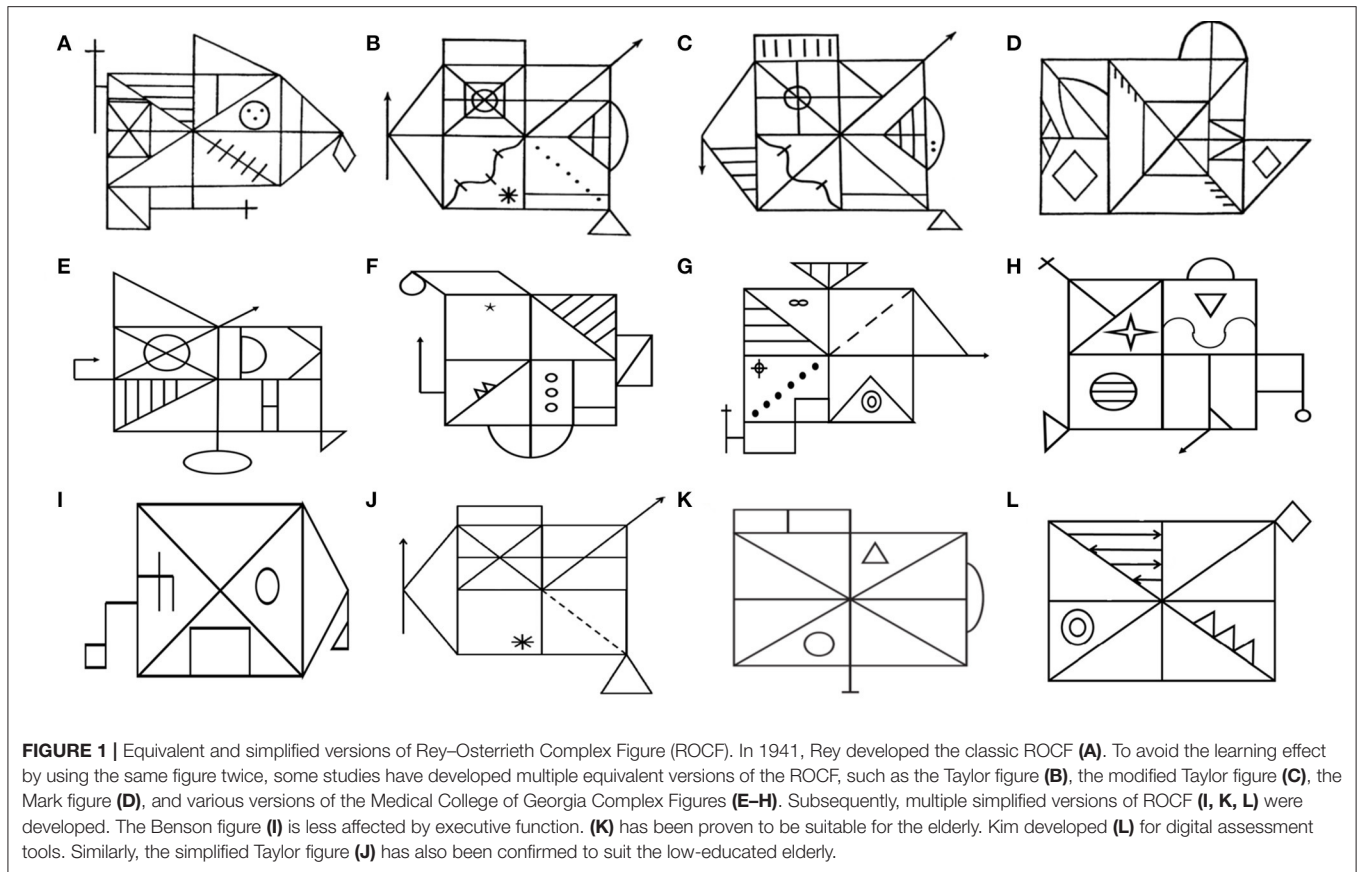 A B C D
E F G H
I J K L
FIGURE 1 | Equivalent and simplified versions of Rey–Osterrieth Complex Figure (ROCF). In 1941, Rey developed the classic ROCF (A). To avoid the learning effect
by using the same figure twice, some studies have developed multiple equivalent versions of the ROCF, such as the Taylor figure (B), the modified Taylor figure (C), the
Mark figure (D), and various versions of the Medical College of Georgia Complex Figures (E–H). Subsequently, multiple simplified versions of ROCF (I, K, L) were
developed. The Benson figure (I) is less affected by executive function. (K) has been proven to be suitable for the elderly. Kim developed (L) for digital assessment
tools. Similarly, the simplified Taylor figure (J) has also been confirmed to suit the low-educated elderly.